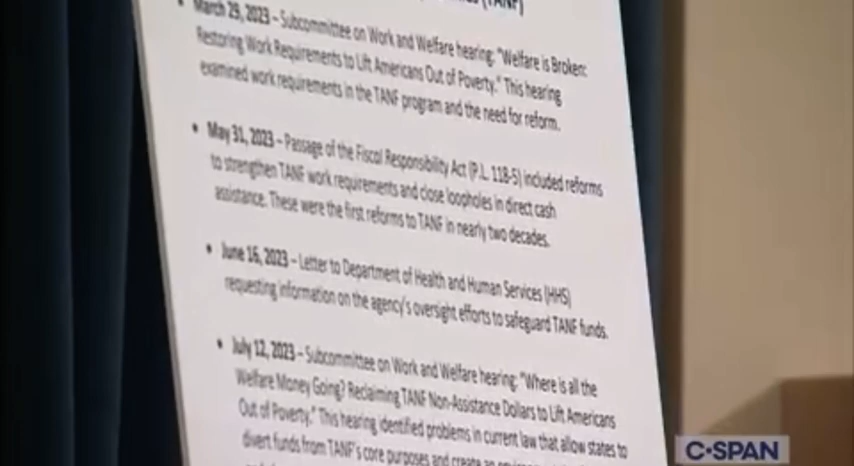 (TANF)
• March 29, 2023 – Subcommittee on Work and Welfare hearing: "Welfare is Broken:
Restoring Work Requirements to Lift Americans Out of Poverty." This hearing
examined work requirements in the TANF program and the need for reform.
• May 31, 2023 – Passage of the Fiscal Responsibility Act (P.L. 118-5) included reforms
to strengthen TANF work requirements and close loopholes in direct cash
assistance. These were the first reforms to TANF in nearly two decades.
• June 16, 2023 – Letter to Department of Health and Human Services (HHS)
requesting information on the agency's oversight efforts to safeguard TANF funds.
• July 12, 2023 – Subcommittee on Work and Welfare hearing: "Where is all the
Welfare Money Going? Reclaiming TANF Non-Assistance Dollars to Lift Americans
Out of Poverty." This hearing identified problems in current law that allow states to
divert funds from TANF's core purposes and create an
C-SPAN